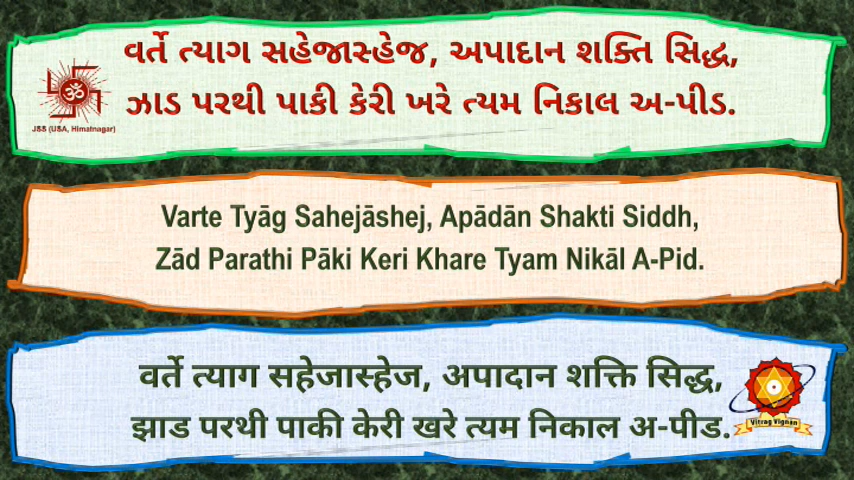 વર્તે ત્યાગ સહેજાસ્હેજ, અપાદાન શક્તિ સિદ્ધ,
ઝાડ પરથી પાકી કેરી ખરે ત્યમ નિકાલ અ-પીડ.
ૐ
JSS (USA, Himatnagar)
Varte Tyāg Sahejāshej, Apādān Shakti Siddh,
Zād Parathi Pāki Keri Khare Tyam Nikāl A-Pid.
वर्ते त्याग सहेजास्हेज, अपादान शक्ति सिद्ध,
झाड परथी पाकी केरी खरे त्यम निकाल अ-पीड.
Vitrag Vignan